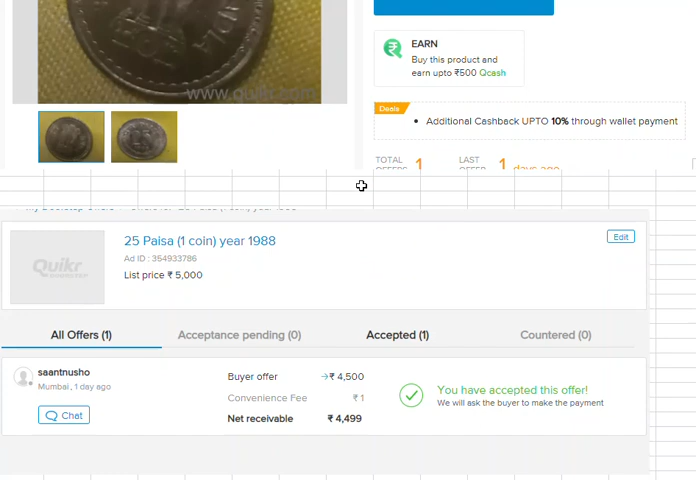 INDIA
www.quikr.com
EARN
Buy this product and
earn upto ₹500 Qcash
Deals
• Additional Cashback UPTO 10% through wallet payment
TOTAL OFFERS 1
LAST OFFER 1 days ago
25 Paisa (1 coin) year 1988
Edit
Quikr
Ad ID : 354933786
List price ₹ 5,000
All Offers (1) Acceptance pending (0) Accepted (1) Countered (0)
saantnusho
Mumbai, 1 day ago
Chat
Buyer offer ₹ 4,500
Convenience Fee ₹ 1
Net receivable ₹ 4,499
You have accepted this offer!
We will ask the buyer to make the payment